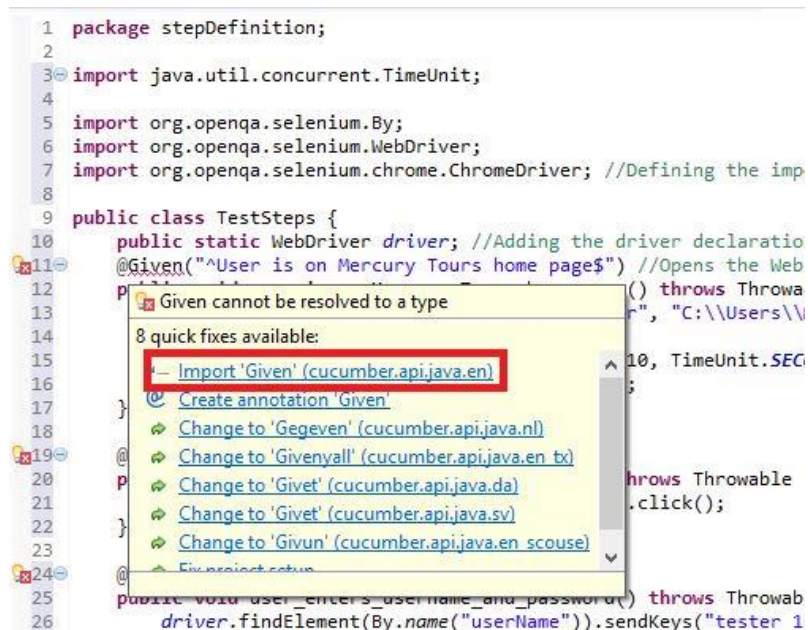 1 package stepDefinition;
2
3 import java.util.concurrent.TimeUnit;
4
5 import org.openqa.selenium.By;
6 import org.openqa.selenium.WebDriver;
7 import org.openqa.selenium.chrome.ChromeDriver; //Defining the imp
8
9 public class TestSteps {
10 public static WebDriver driver; //Adding the driver declaratio
11 @Given("^User is on Mercury Tours home page$") //Opens the Web
12 p () throws Throwa
Given cannot be resolved to a type
13 r", "C:\\Users\\
14 8 quick fixes available:
15 10, TimeUnit.SEC
Import 'Given' (cucumber.api.java.en)
16 ;
Create annotation 'Given'
17 }
18 Change to 'Gegeven' (cucumber.api.java.nl)
19 @
Change to 'Givenyall' (cucumber.api.java.en_tx)
20 p hrows Throwable
21 .click();
Change to 'Givet' (cucumber.api.java.da)
22 }
Change to 'Givet' (cucumber.api.java.sv)
23
Change to 'Givun' (cucumber.api.java.en_scouse)
24 @
Fix project setup
25 public void user_enters_username_and_password() throws Throwab
26 driver.findElement(By.name("userName")).sendKeys("tester 1